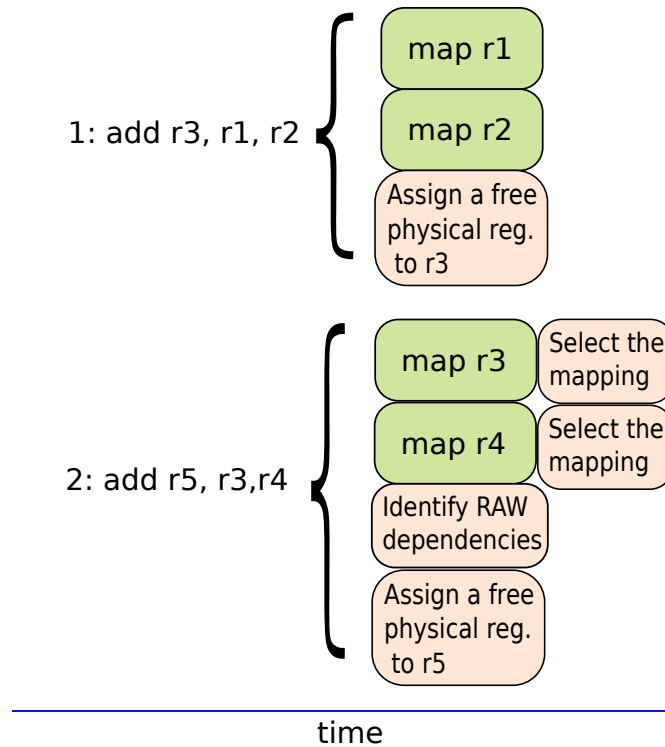 map r1
map r2
1: add r3, r1, r2
Assign a free
physical reg.
to r3
map r3
Select the
mapping
map r4
Select the
mapping
2: add r5, r3,r4
Identify RAW
dependencies
Assign a free
physical reg.
to r5
time